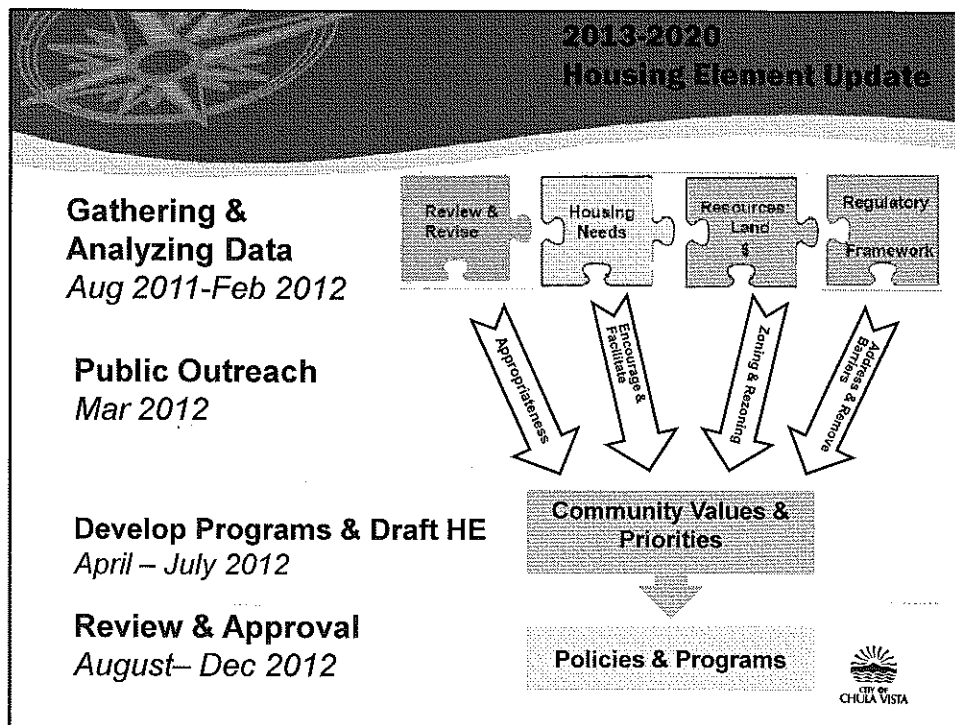 2013-2020
Housing Element Update
Gathering &
Analyzing Data
Aug 2011-Feb 2012
Review &
Revise
Housing
Needs
Resources:
Land
$
Regulatory
Framework
Appropriateness
Encourage &
Facilitate
Zoning & Rezoning
Address & Remove
Barriers
Public Outreach
Mar 2012
Develop Programs & Draft HE
April – July 2012
Community Values &
Priorities
Review & Approval
August– Dec 2012
Policies & Programs
CITY OF
CHULA VISTA